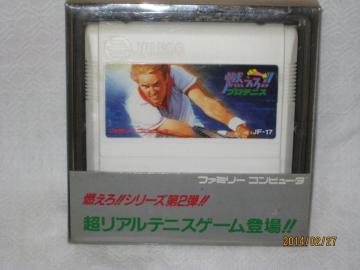 JALECO
燃えろ!!
プロテニス
JF-17
ファミリー コンピュータ
燃えろ!!シリーズ第2弾!!
超リアルテニスゲーム登場!!
2014/02/27